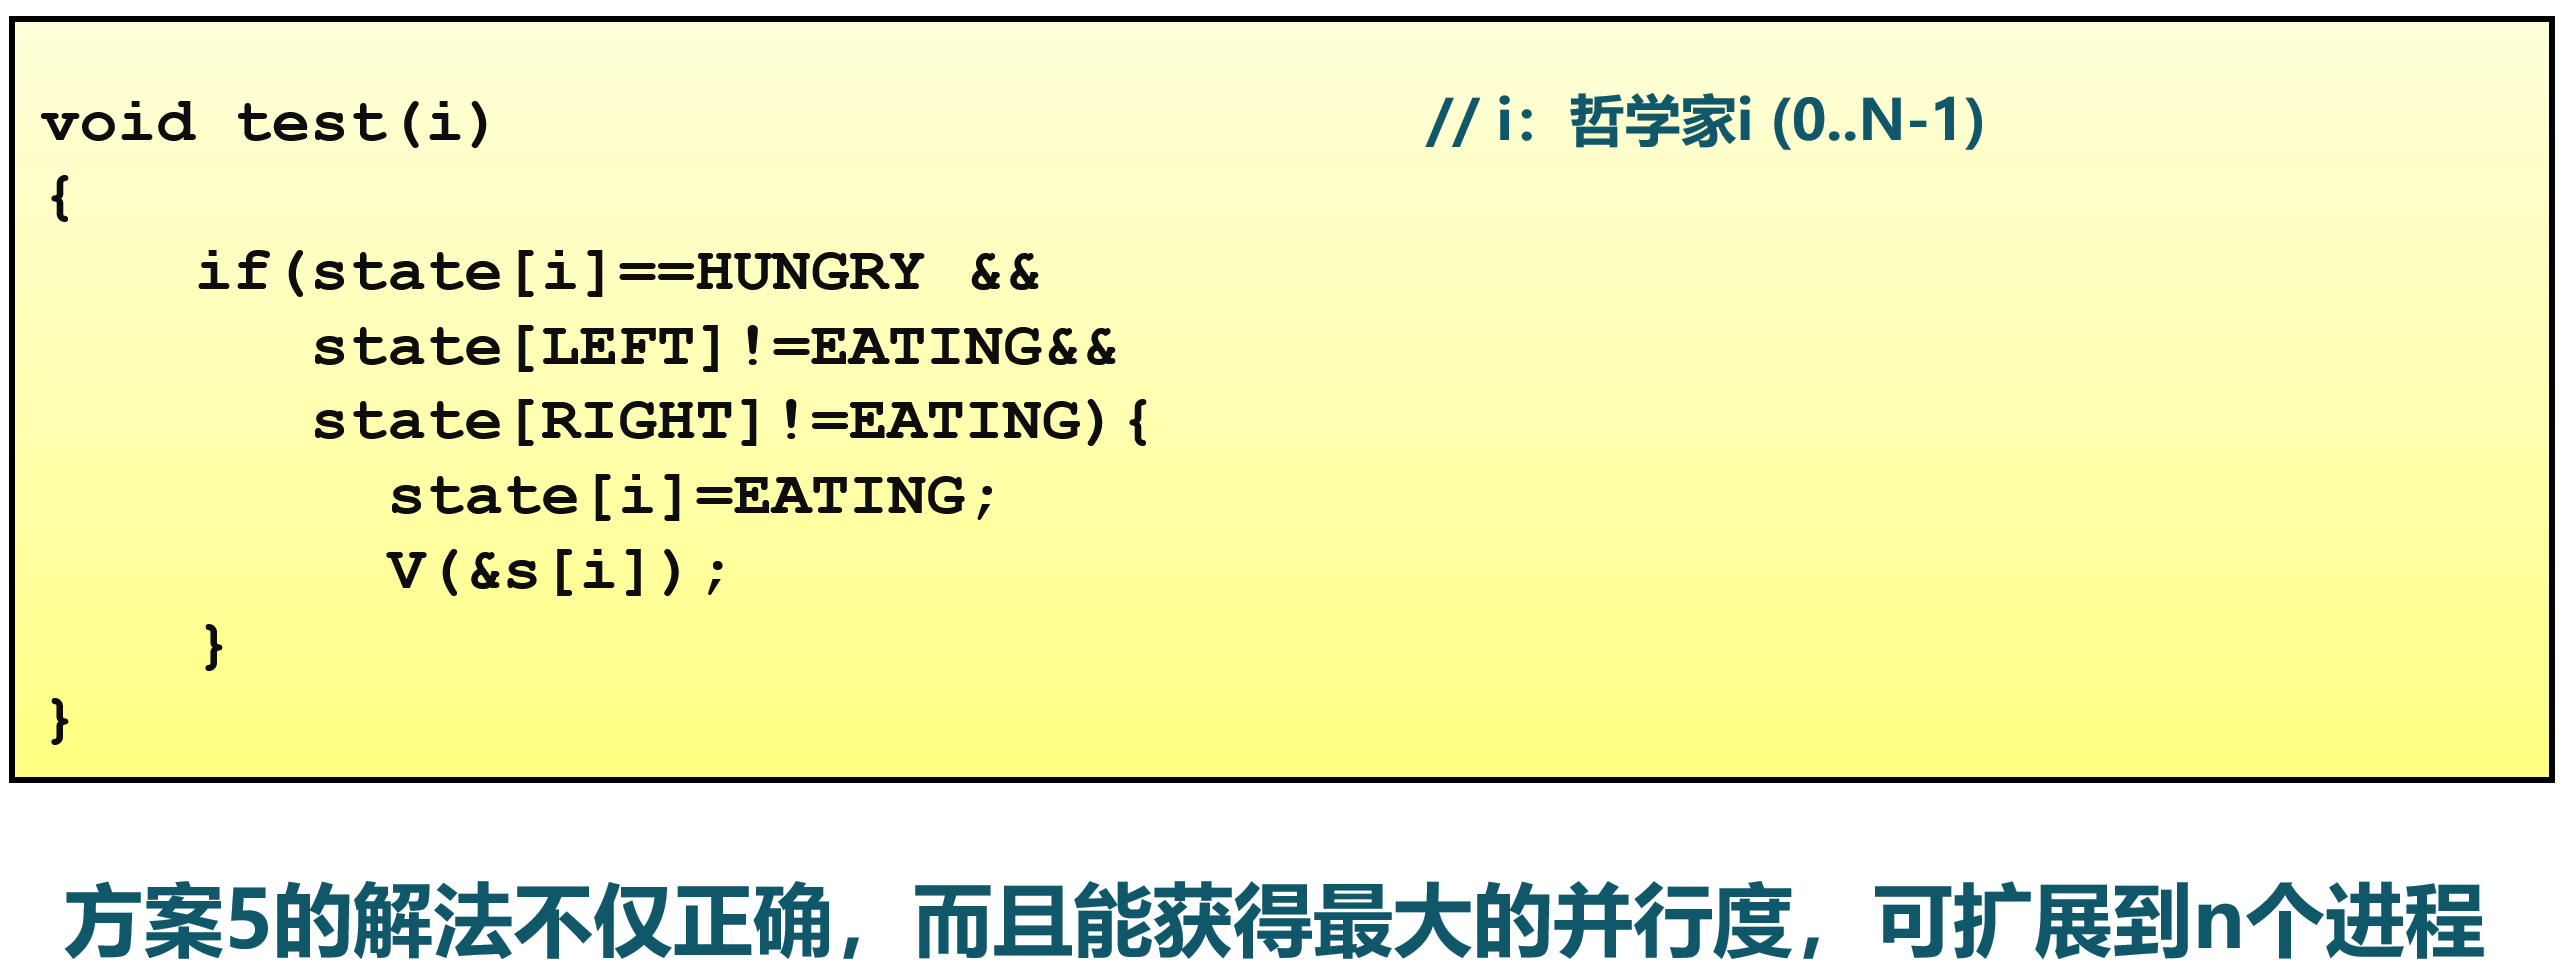 void test(i) // i：哲学家i (0..N-1)
{
if(state[i]==HUNGRY &&
state[LEFT]!=EATING&&
state[RIGHT]!=EATING){
state[i]=EATING;
V(&s[i]);
}
}
方案5的解法不仅正确，而且能获得最大的并行度，可扩展到n个进程